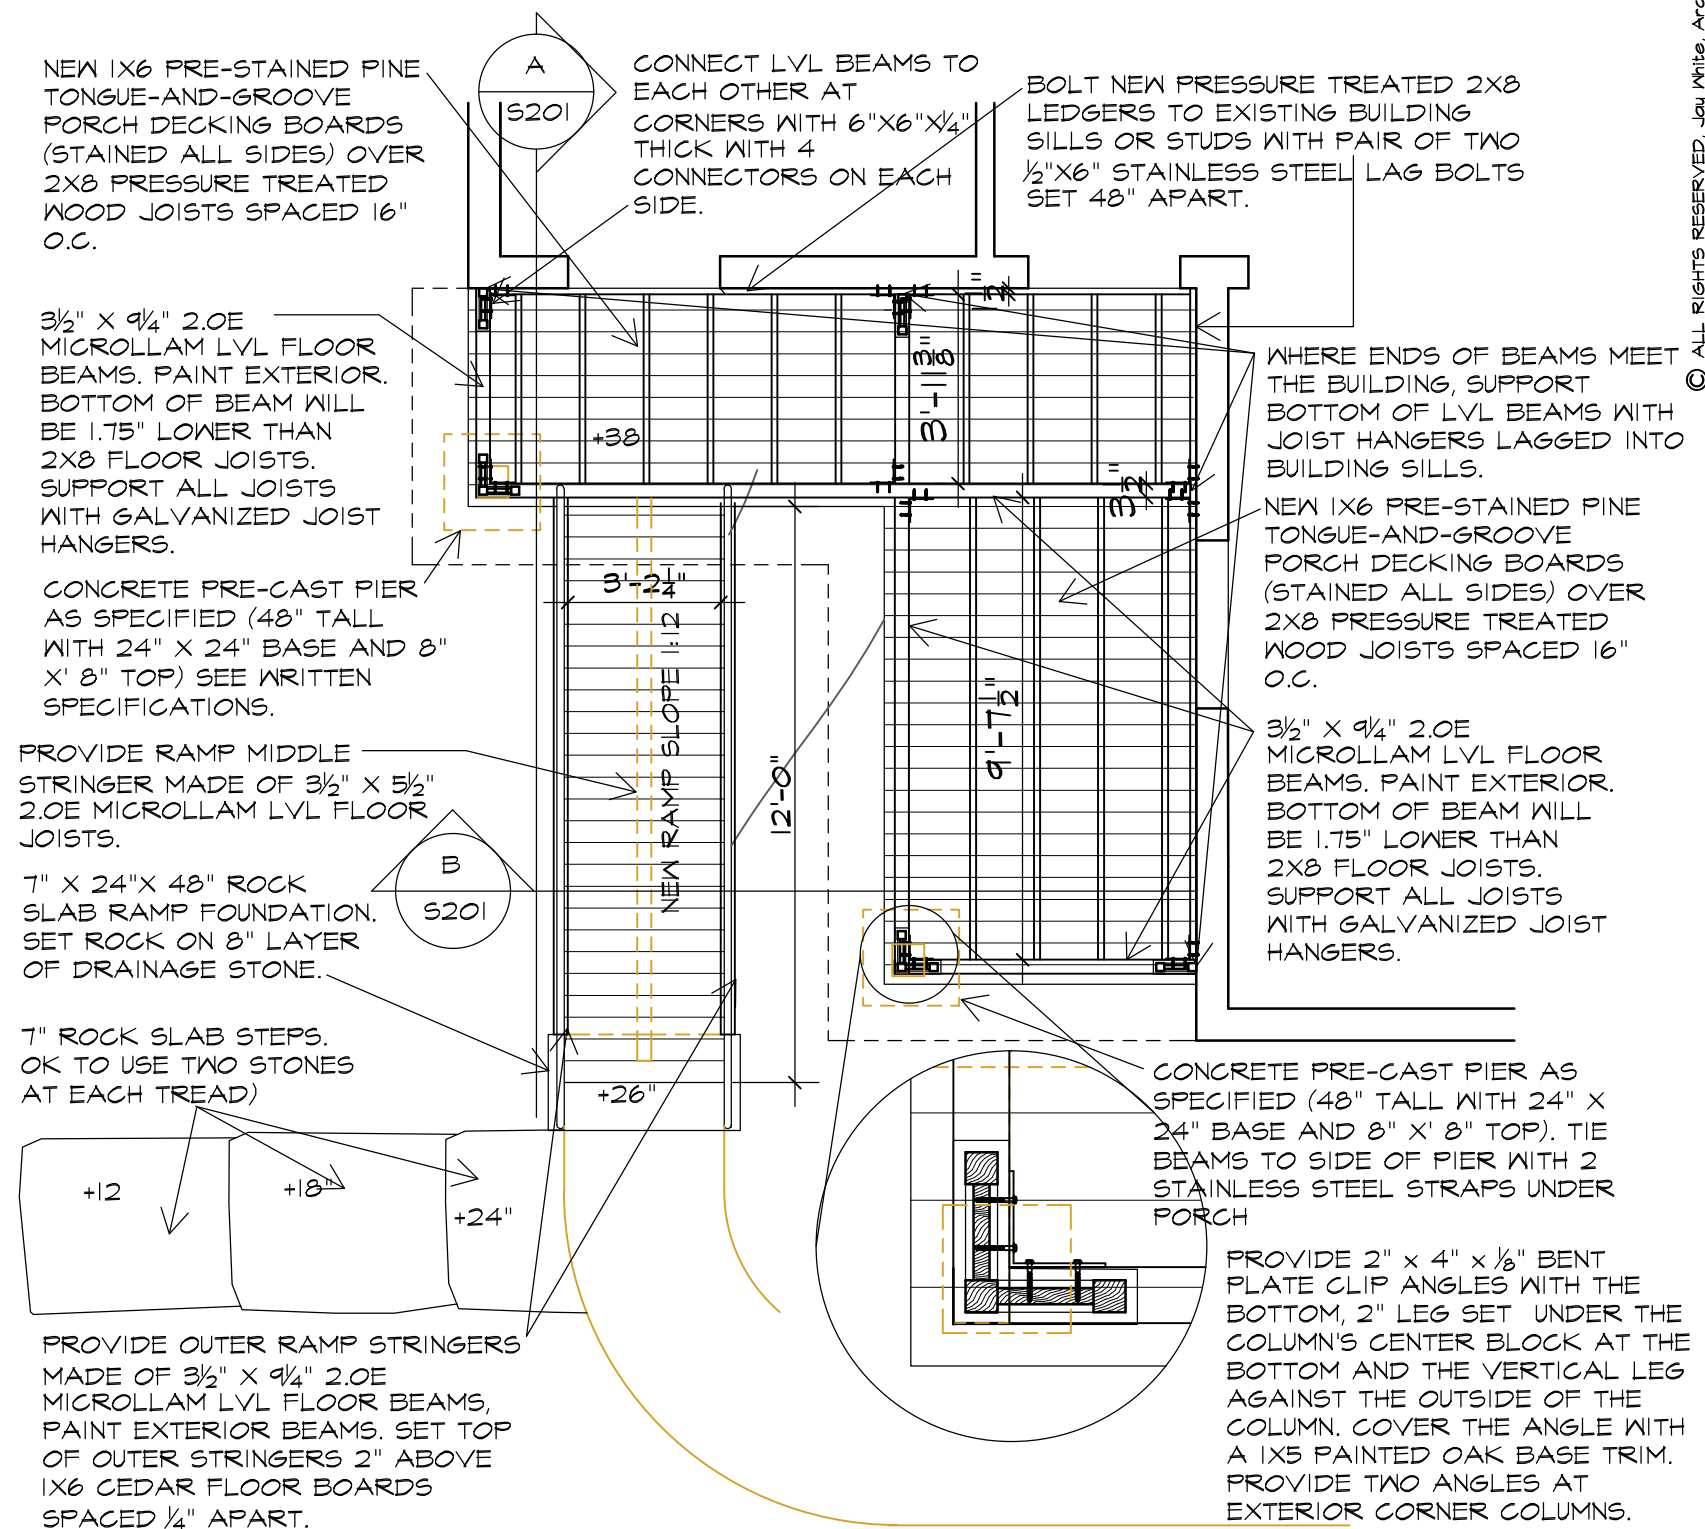 © ALL RIGHTS RESERVED, Jay White, Arc
A
S201
NEW 1X6 PRE-STAINED PINE
TONGUE-AND-GROOVE
PORCH DECKING BOARDS
(STAINED ALL SIDES) OVER
2X8 PRESSURE TREATED
WOOD JOISTS SPACED 16"
O.C.
CONNECT LVL BEAMS TO
EACH OTHER AT
CORNERS WITH 6"X6"X¼"
THICK WITH 4
CONNECTORS ON EACH
SIDE.
BOLT NEW PRESSURE TREATED 2X8
LEDGERS TO EXISTING BUILDING
SILLS OR STUDS WITH PAIR OF TWO
½"X6" STAINLESS STEEL LAG BOLTS
SET 48" APART.
3½" X 9¼" 2.0E
MICROLLAM LVL FLOOR
BEAMS. PAINT EXTERIOR.
BOTTOM OF BEAM WILL
BE 1.75" LOWER THAN
2X8 FLOOR JOISTS.
SUPPORT ALL JOISTS
WITH GALVANIZED JOIST
HANGERS.
+38
3'-11⅜"
3½"
WHERE ENDS OF BEAMS MEET
THE BUILDING, SUPPORT
BOTTOM OF LVL BEAMS WITH
JOIST HANGERS LAGGED INTO
BUILDING SILLS.
NEW 1X6 PRE-STAINED PINE
TONGUE-AND-GROOVE
PORCH DECKING BOARDS
(STAINED ALL SIDES) OVER
2X8 PRESSURE TREATED
WOOD JOISTS SPACED 16"
O.C.
CONCRETE PRE-CAST PIER
AS SPECIFIED (48" TALL
WITH 24" X 24" BASE AND 8"
X' 8" TOP) SEE WRITTEN
SPECIFICATIONS.
3'-2¼"
NEW RAMP SLOPE 1:12
12'-0"
9'-7½"
3½" X 9¼" 2.0E
MICROLLAM LVL FLOOR
BEAMS. PAINT EXTERIOR.
BOTTOM OF BEAM WILL
BE 1.75" LOWER THAN
2X8 FLOOR JOISTS.
SUPPORT ALL JOISTS
WITH GALVANIZED JOIST
HANGERS.
PROVIDE RAMP MIDDLE
STRINGER MADE OF 3½" X 5½"
2.0E MICROLLAM LVL FLOOR
JOISTS.
B
S201
7" X 24"X 48" ROCK
SLAB RAMP FOUNDATION.
SET ROCK ON 8" LAYER
OF DRAINAGE STONE.
7" ROCK SLAB STEPS.
OK TO USE TWO STONES
AT EACH TREAD)
+26"
+12
+18"
+24"
CONCRETE PRE-CAST PIER AS
SPECIFIED (48" TALL WITH 24" X
24" BASE AND 8" X' 8" TOP). TIE
BEAMS TO SIDE OF PIER WITH 2
STAINLESS STEEL STRAPS UNDER
PORCH
PROVIDE OUTER RAMP STRINGERS
MADE OF 3½" X 9¼" 2.0E
MICROLLAM LVL FLOOR BEAMS,
PAINT EXTERIOR BEAMS. SET TOP
OF OUTER STRINGERS 2" ABOVE
1X6 CEDAR FLOOR BOARDS
SPACED ¼" APART.
PROVIDE 2" x 4" x ⅛" BENT
PLATE CLIP ANGLES WITH THE
BOTTOM, 2" LEG SET UNDER THE
COLUMN'S CENTER BLOCK AT THE
BOTTOM AND THE VERTICAL LEG
AGAINST THE OUTSIDE OF THE
COLUMN. COVER THE ANGLE WITH
A 1X5 PAINTED OAK BASE TRIM.
PROVIDE TWO ANGLES AT
EXTERIOR CORNER COLUMNS.